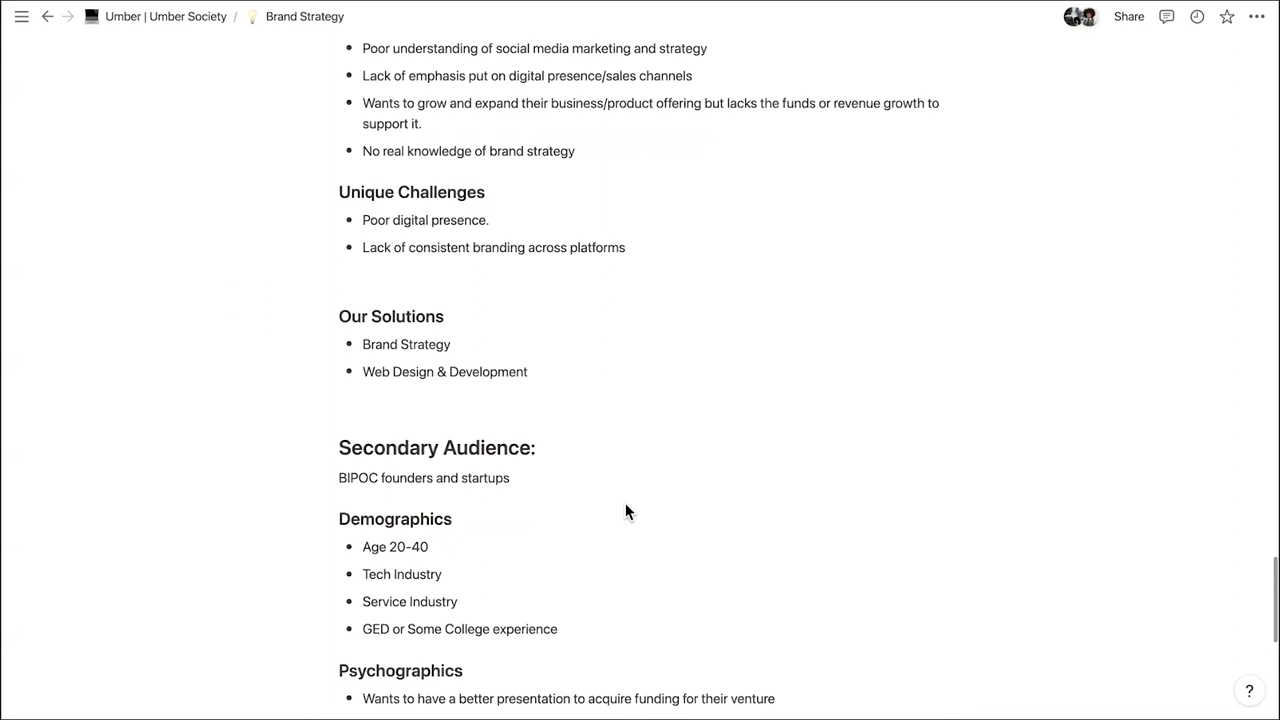 Umber | Umber Society / Brand Strategy Share
Poor understanding of social media marketing and strategy
Lack of emphasis put on digital presence/sales channels
Wants to grow and expand their business/product offering but lacks the funds or revenue growth to
support it.
No real knowledge of brand strategy
Unique Challenges
Poor digital presence.
Lack of consistent branding across platforms
Our Solutions
Brand Strategy
Web Design & Development
Secondary Audience:
BIPOC founders and startups
Demographics
Age 20-40
Tech Industry
Service Industry
GED or Some College experience
Psychographics
Wants to have a better presentation to acquire funding for their venture
?